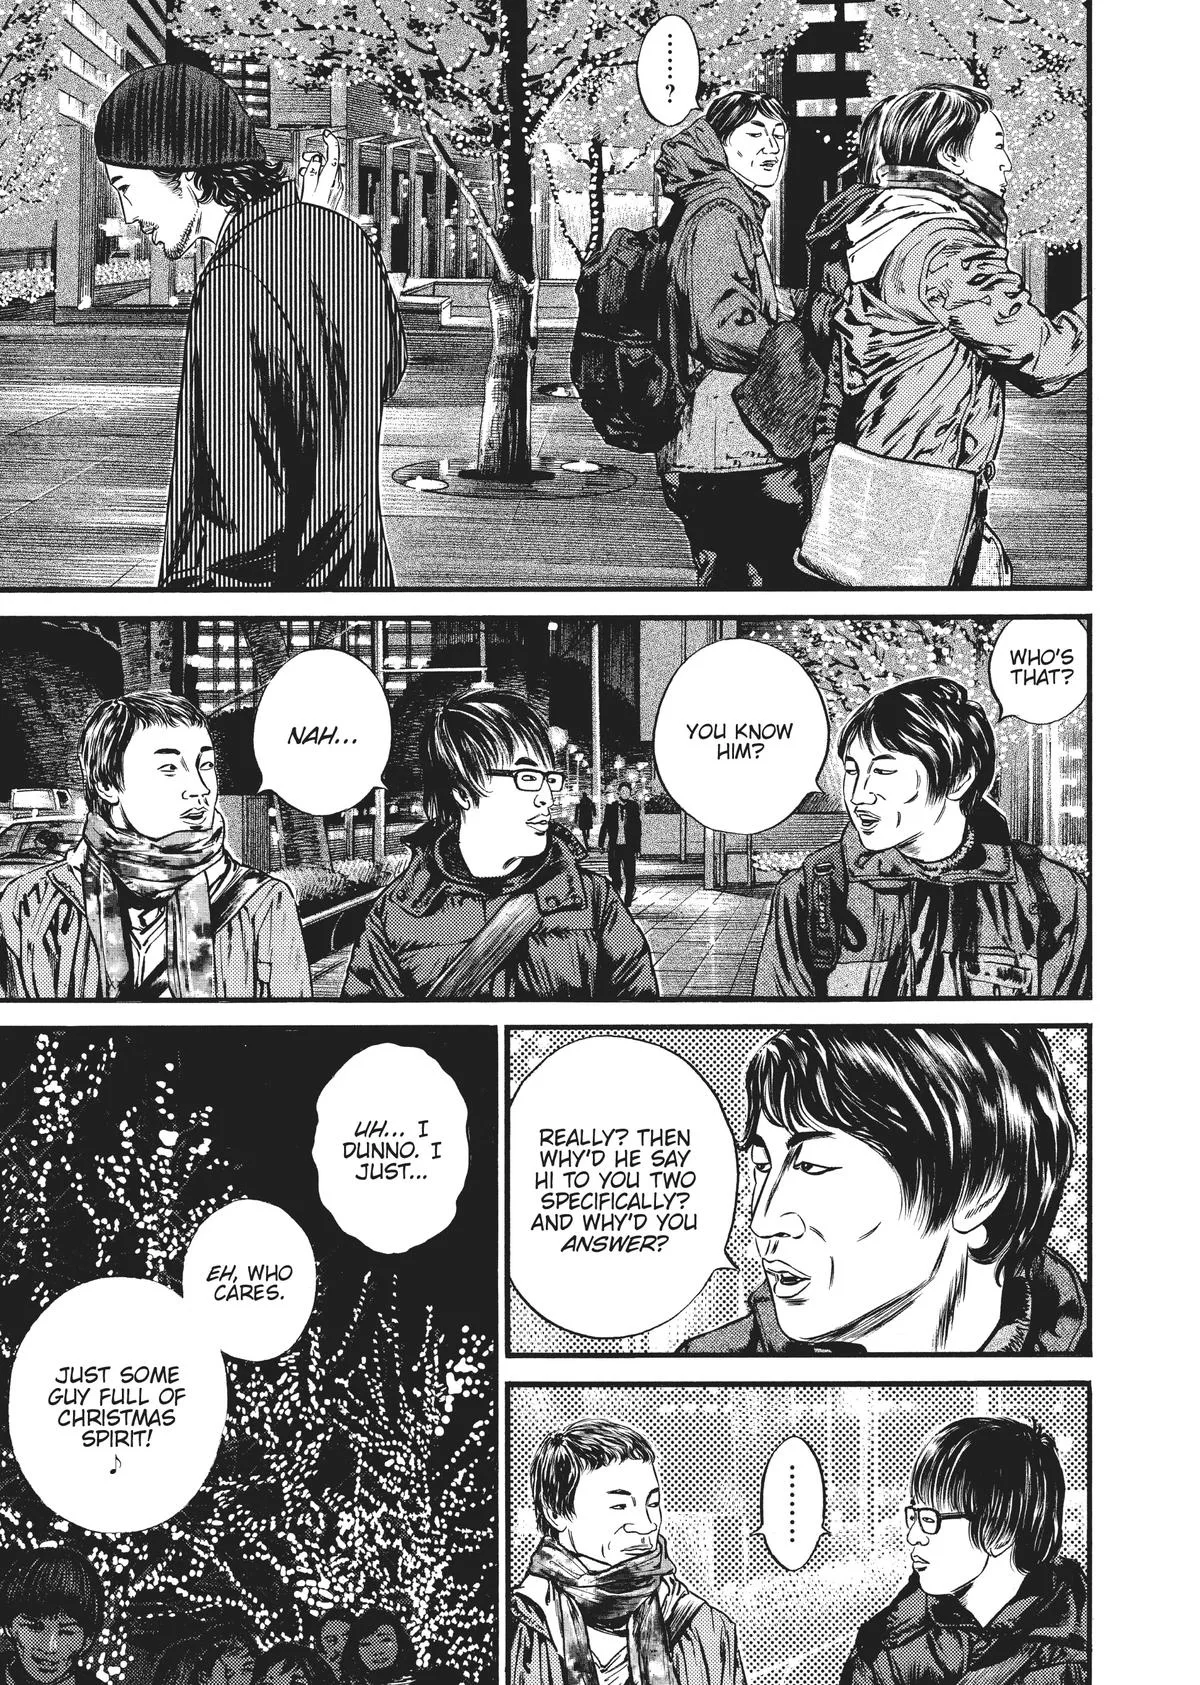 ……?
WHO'S
THAT?
YOU KNOW
HIM?
NAH...
REALLY? THEN
WHY'D HE SAY
HI TO YOU TWO
SPECIFICALLY?
AND WHY'D YOU
ANSWER?
………
UH... I
DUNNO. I
JUST...
EH, WHO
CARES.
JUST SOME
GUY FULL OF
CHRISTMAS
SPIRIT!
♪